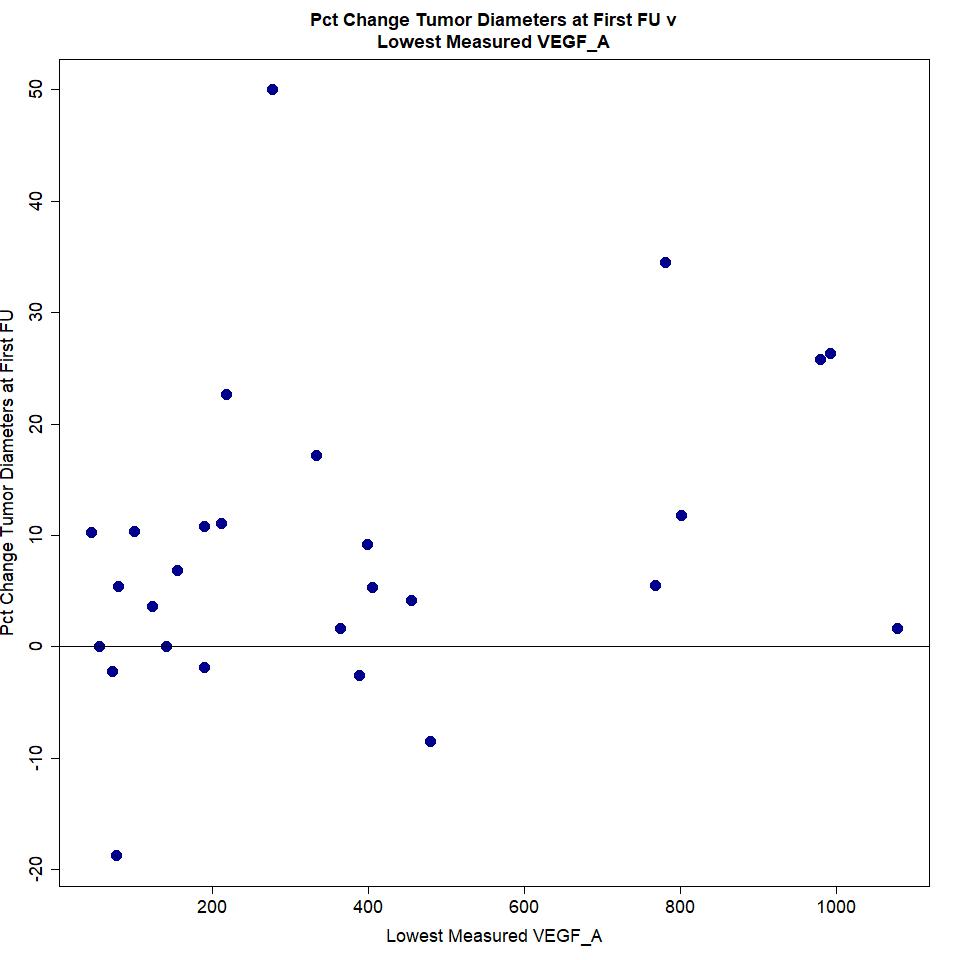 Pct Change Tumor Diameters at First FU v
Lowest Measured VEGF_A
Pct Change Tumor Diameters at First FU
50
40
30
20
10
0
-10
-20
200 400 600 800 1000
Lowest Measured VEGF_A